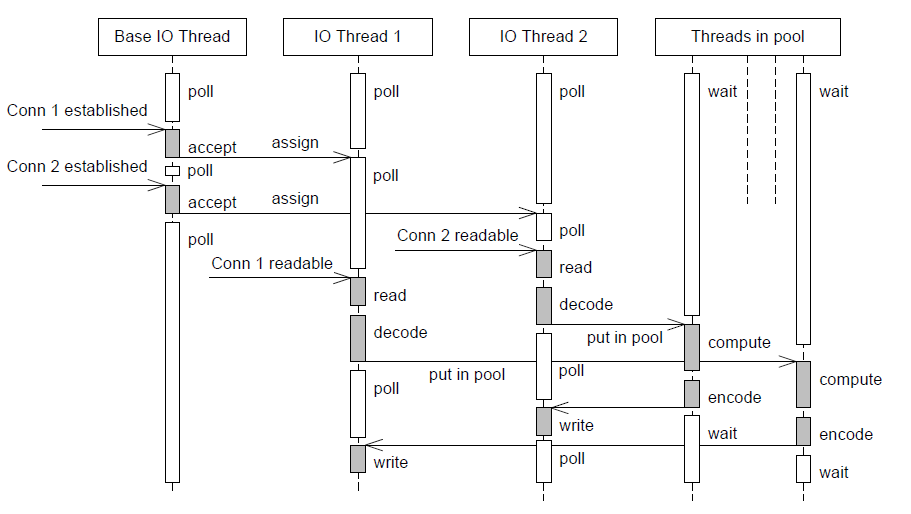 Base IO Thread
IO Thread 1
IO Thread 2
Threads in pool
poll
poll
poll
wait
wait
Conn 1 established
accept
assign
Conn 2 established
poll
poll
accept
assign
poll
poll
Conn 2 readable
Conn 1 readable
read
read
decode
decode
put in pool
compute
put in pool
poll
poll
compute
encode
write
wait
encode
write
poll
wait